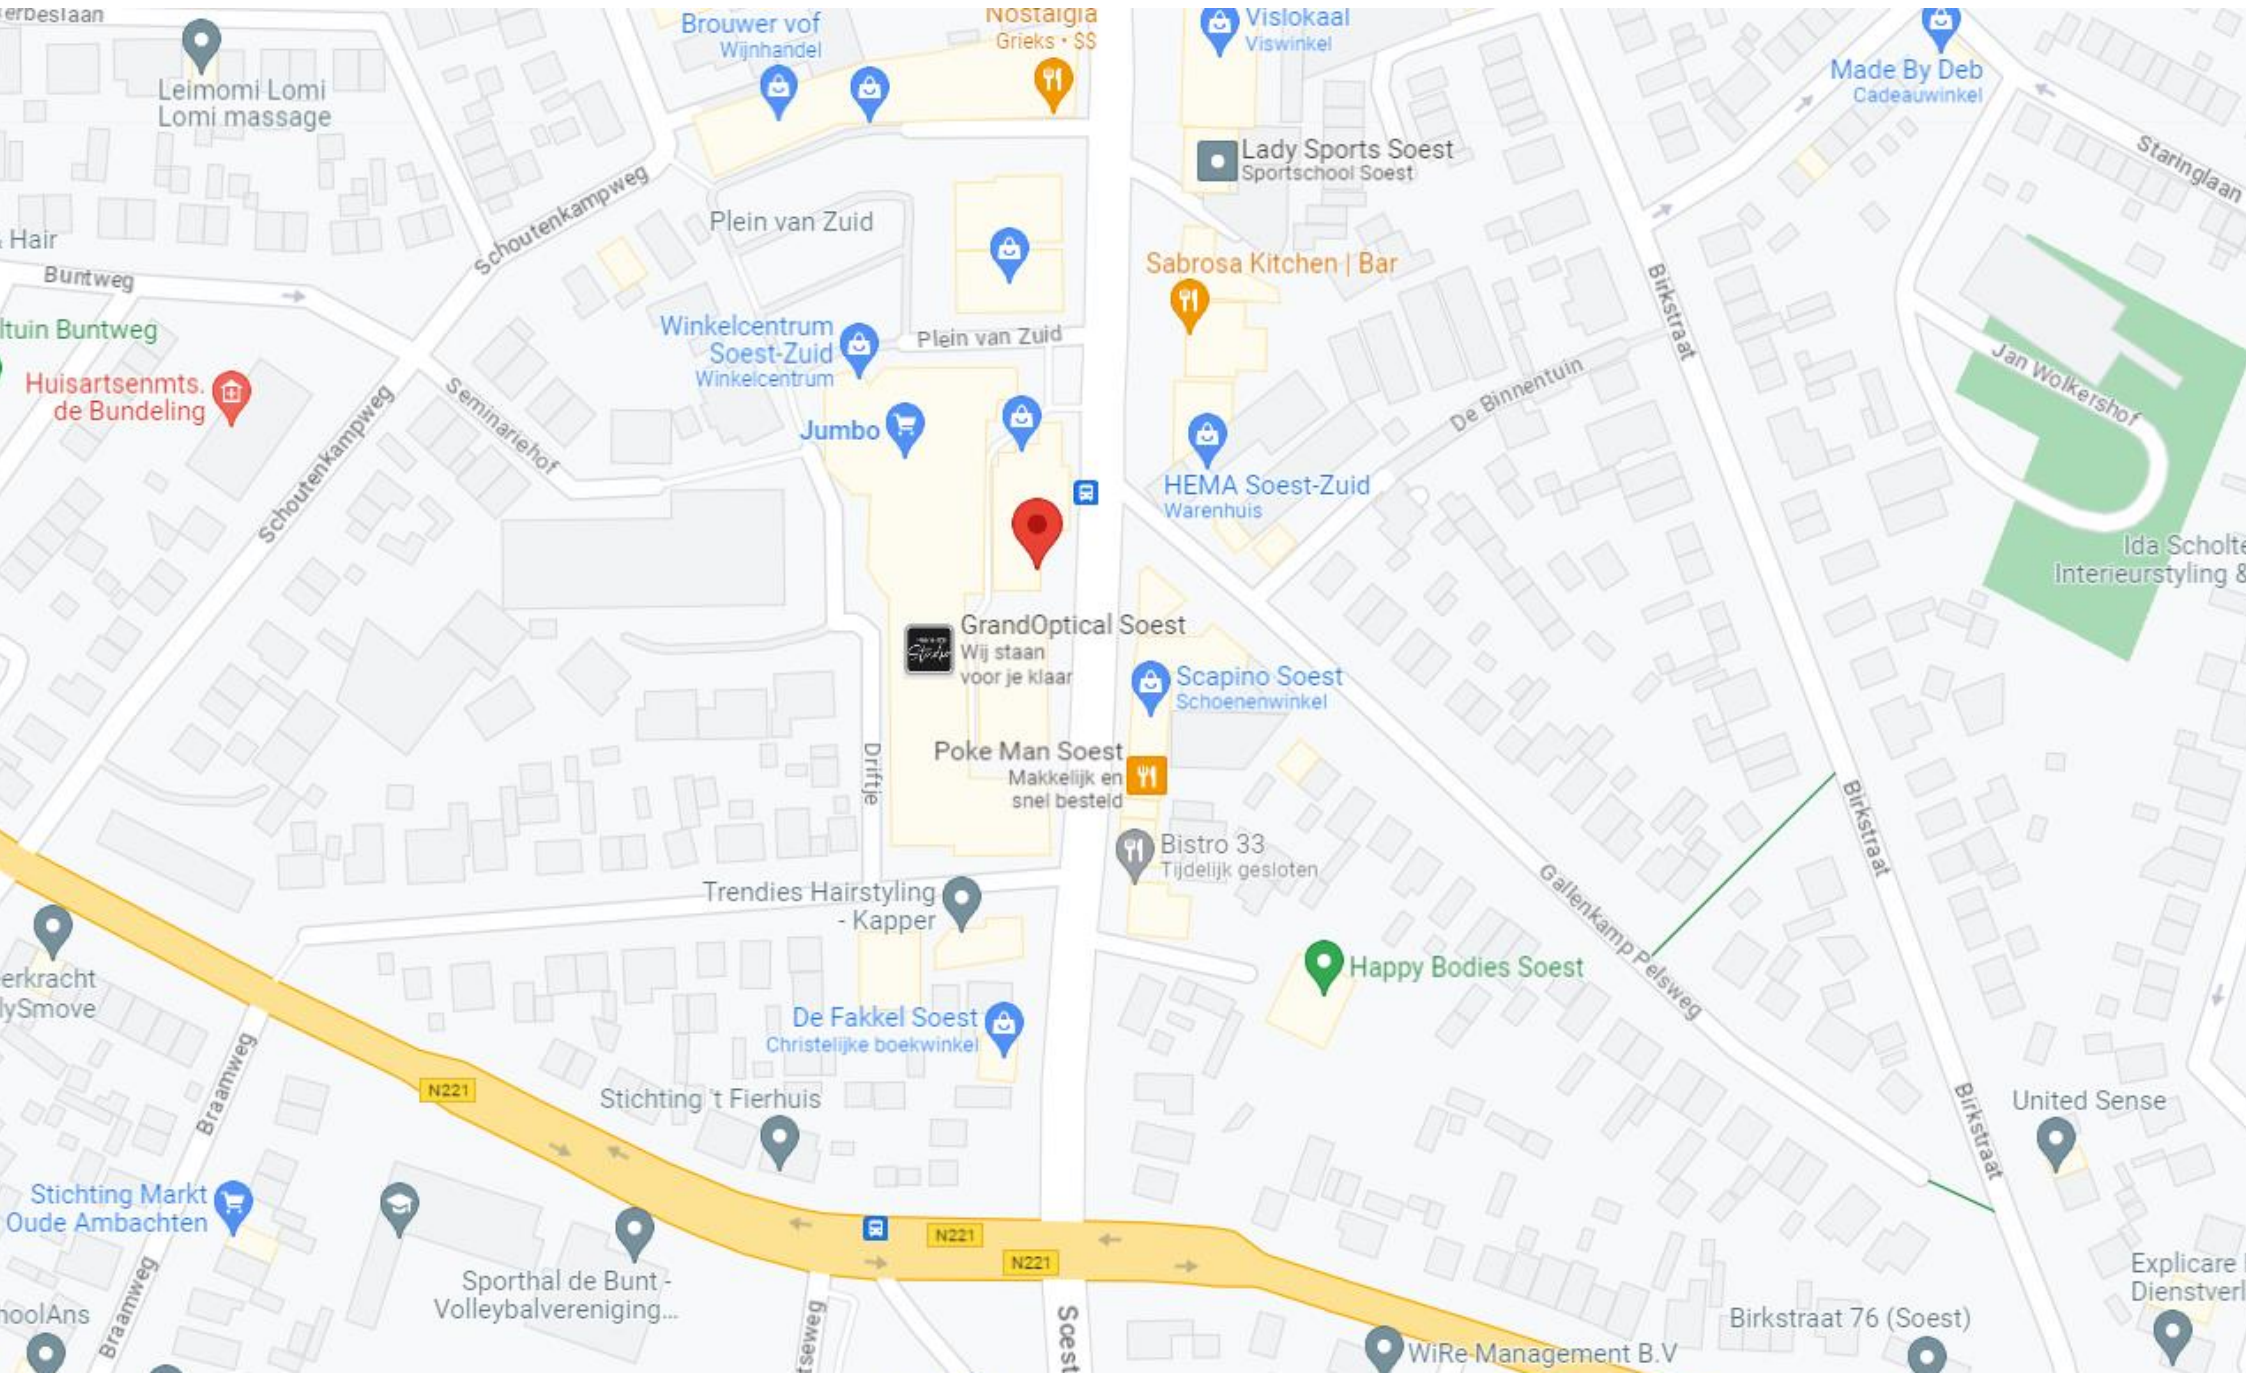 Brouwer vof
Wijnhandel
Nostalgia
Grieks • $$
Vislokaal
Viswinkel
Made By Deb
Cadeauwinkel
Leimomi Lomi
Lomi massage
Lady Sports Soest
Sportschool Soest
Staringlaan
Schoutenkampweg
Plein van Zuid
Hair
Buntweg
Sabrosa Kitchen | Bar
Birkstraat
ltuin Buntweg
Winkelcentrum
Soest-Zuid
Winkelcentrum
Plein van Zuid
Jan Wolkershof
Huisartsenmts.
de Bundeling
Seminariehof
Schoutenkampweg
Jumbo
De Binnentuin
HEMA Soest-Zuid
Warenhuis
Ida Scholte
Interieurstyling &
GrandOptical Soest
Wij staan
voor je klaar
Studio
Scapino Soest
Schoenenwinkel
Driftje
Poke Man Soest
Makkelijk en
snel besteld
Birkstraat
Bistro 33
Tijdelijk gesloten
Trendies Hairstyling
- Kapper
Gallenkamp Pelsweg
erkracht
lySmove
Happy Bodies Soest
De Fakkel Soest
Christelijke boekwinkel
Braamweg
N221
Stichting 't Fierhuis
United Sense
Birkstraat
Stichting Markt
Oude Ambachten
N221
N221
Sporthal de Bunt -
Volleybalvereniging...
Explicare
Dienstverl
hoolAns
Braamweg
tseweg
Soest
Birkstraat 76 (Soest)
WiRe Management B.V